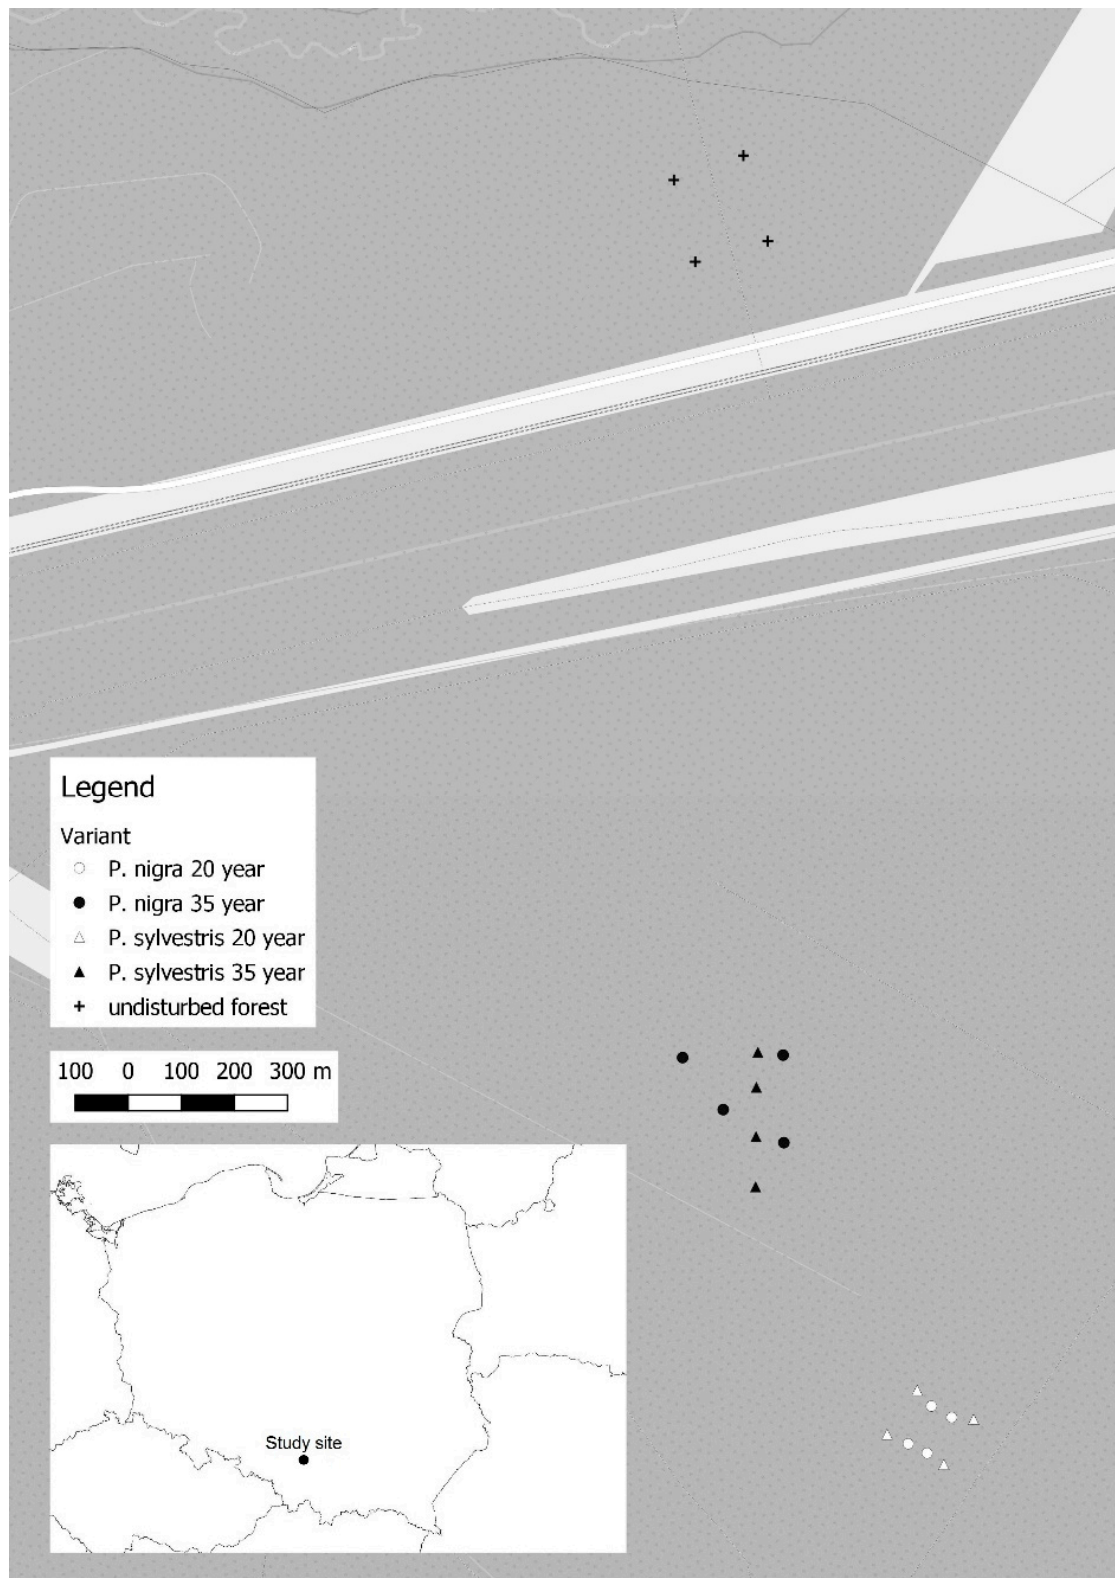 Legend
Variant
P. nigra 20 year
P. nigra 35 year
P. sylvestris 20 year
P. sylvestris 35 year
undisturbed forest
100 0 100 200 300 m
Study site